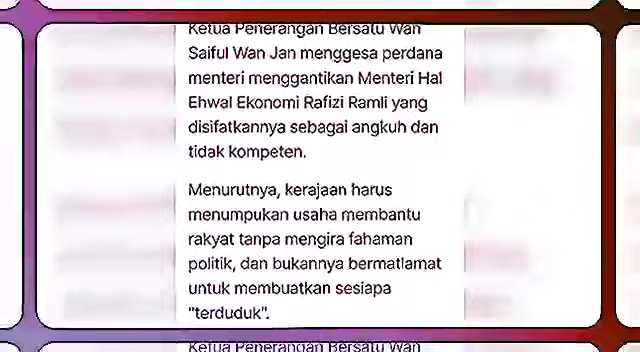 Ketua Penerangan Bersatu Wan
Saiful Wan Jan menggesa perdana
menteri menggantikan Menteri Hal
Ehwal Ekonomi Rafizi Ramli yang
disifatkannya sebagai angkuh dan
tidak kompeten.
Menurutnya, kerajaan harus
menumpukan usaha membantu
rakyat tanpa mengira fahaman
politik, dan bukannya bermatlamat
untuk membuatkan sesiapa
"terduduk".
Ketua Penerangan Bersatu Wan